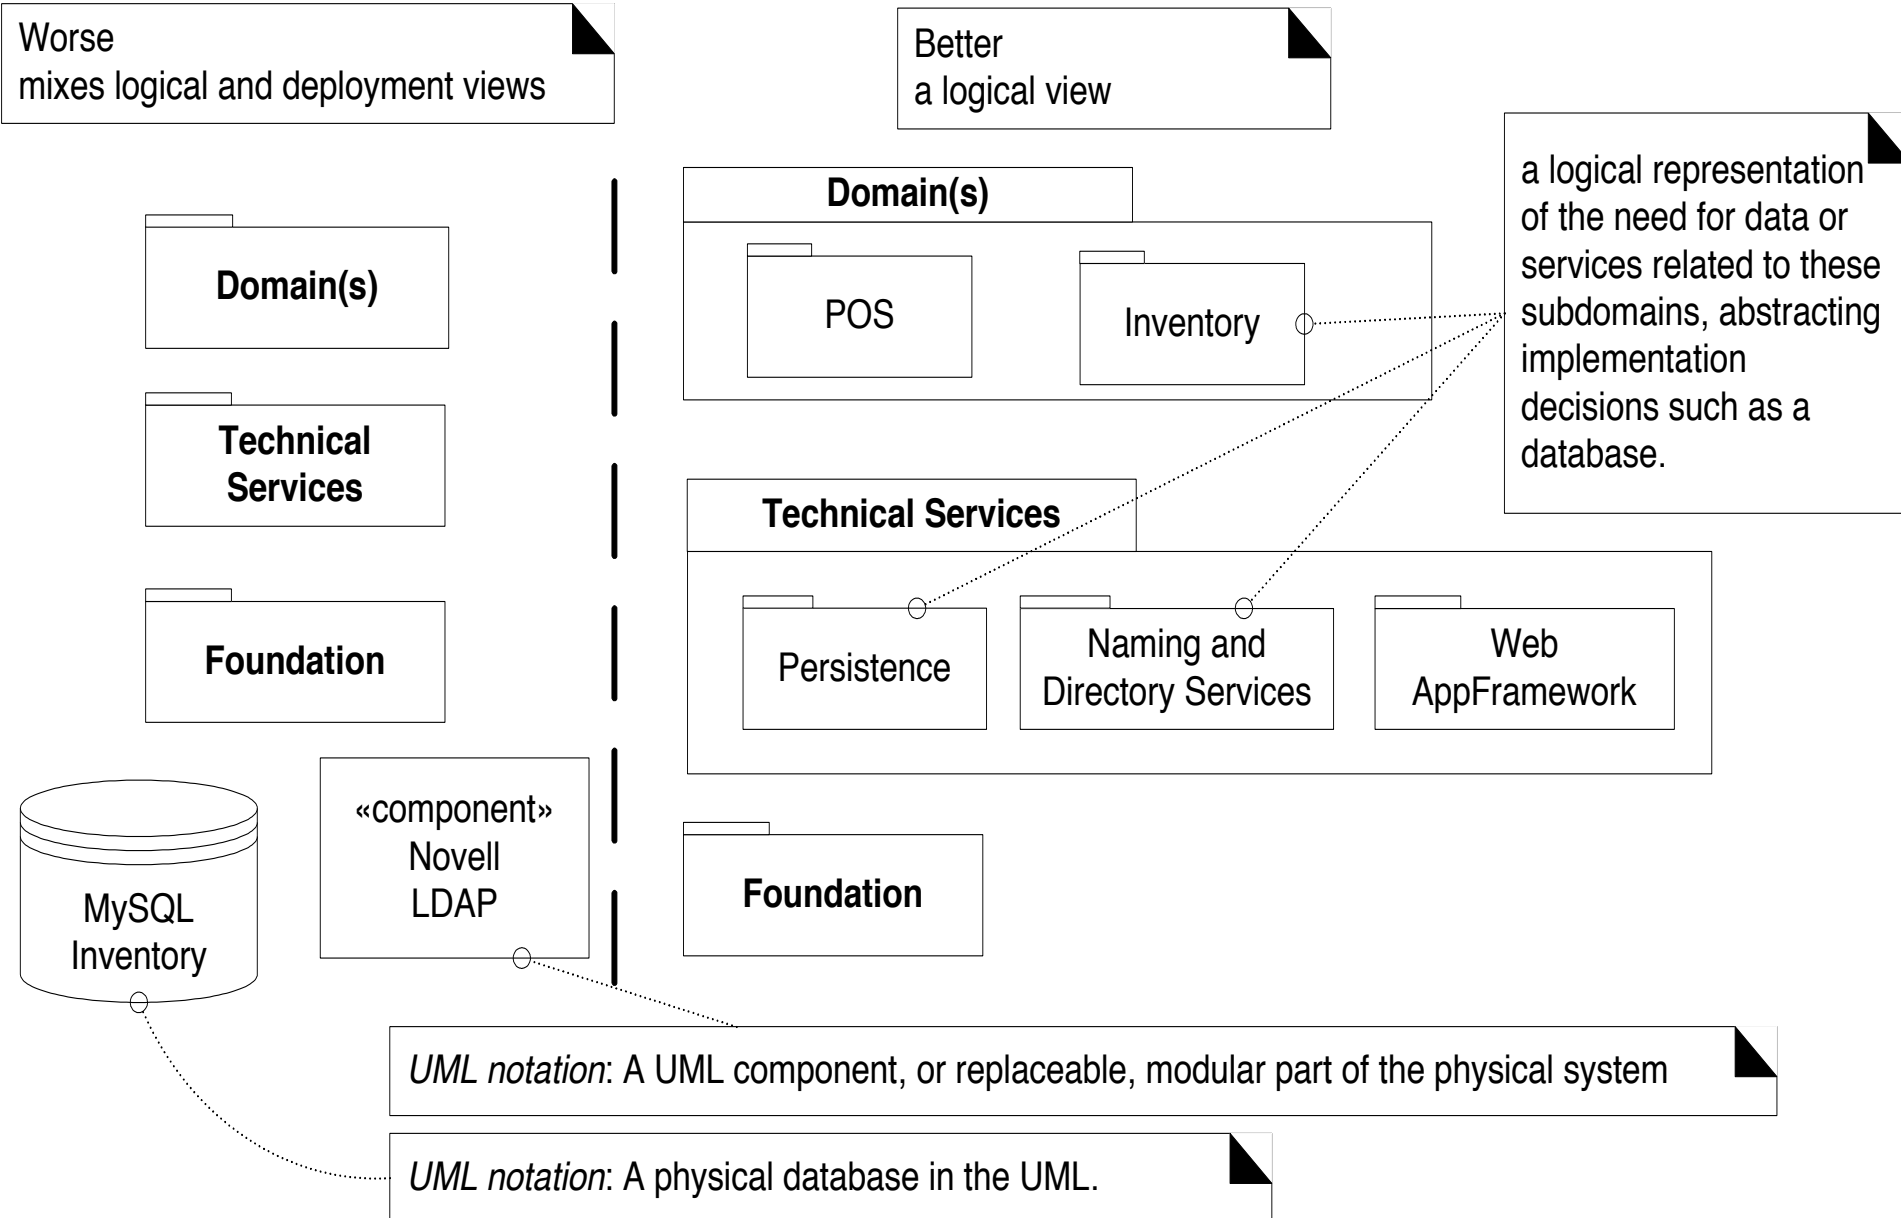 Worse
mixes logical and deployment views
Better
a logical view
a logical representation
of the need for data or
services related to these
subdomains, abstracting
implementation
decisions such as a
database.
Domain(s)
Technical
Services
Foundation
MySQL
Inventory
«component»
Novell
LDAP
Domain(s)
POS
Inventory
Technical Services
Persistence
Naming and
Directory Services
Web
AppFramework
Foundation
UML notation: A UML component, or replaceable, modular part of the physical system
UML notation: A physical database in the UML.